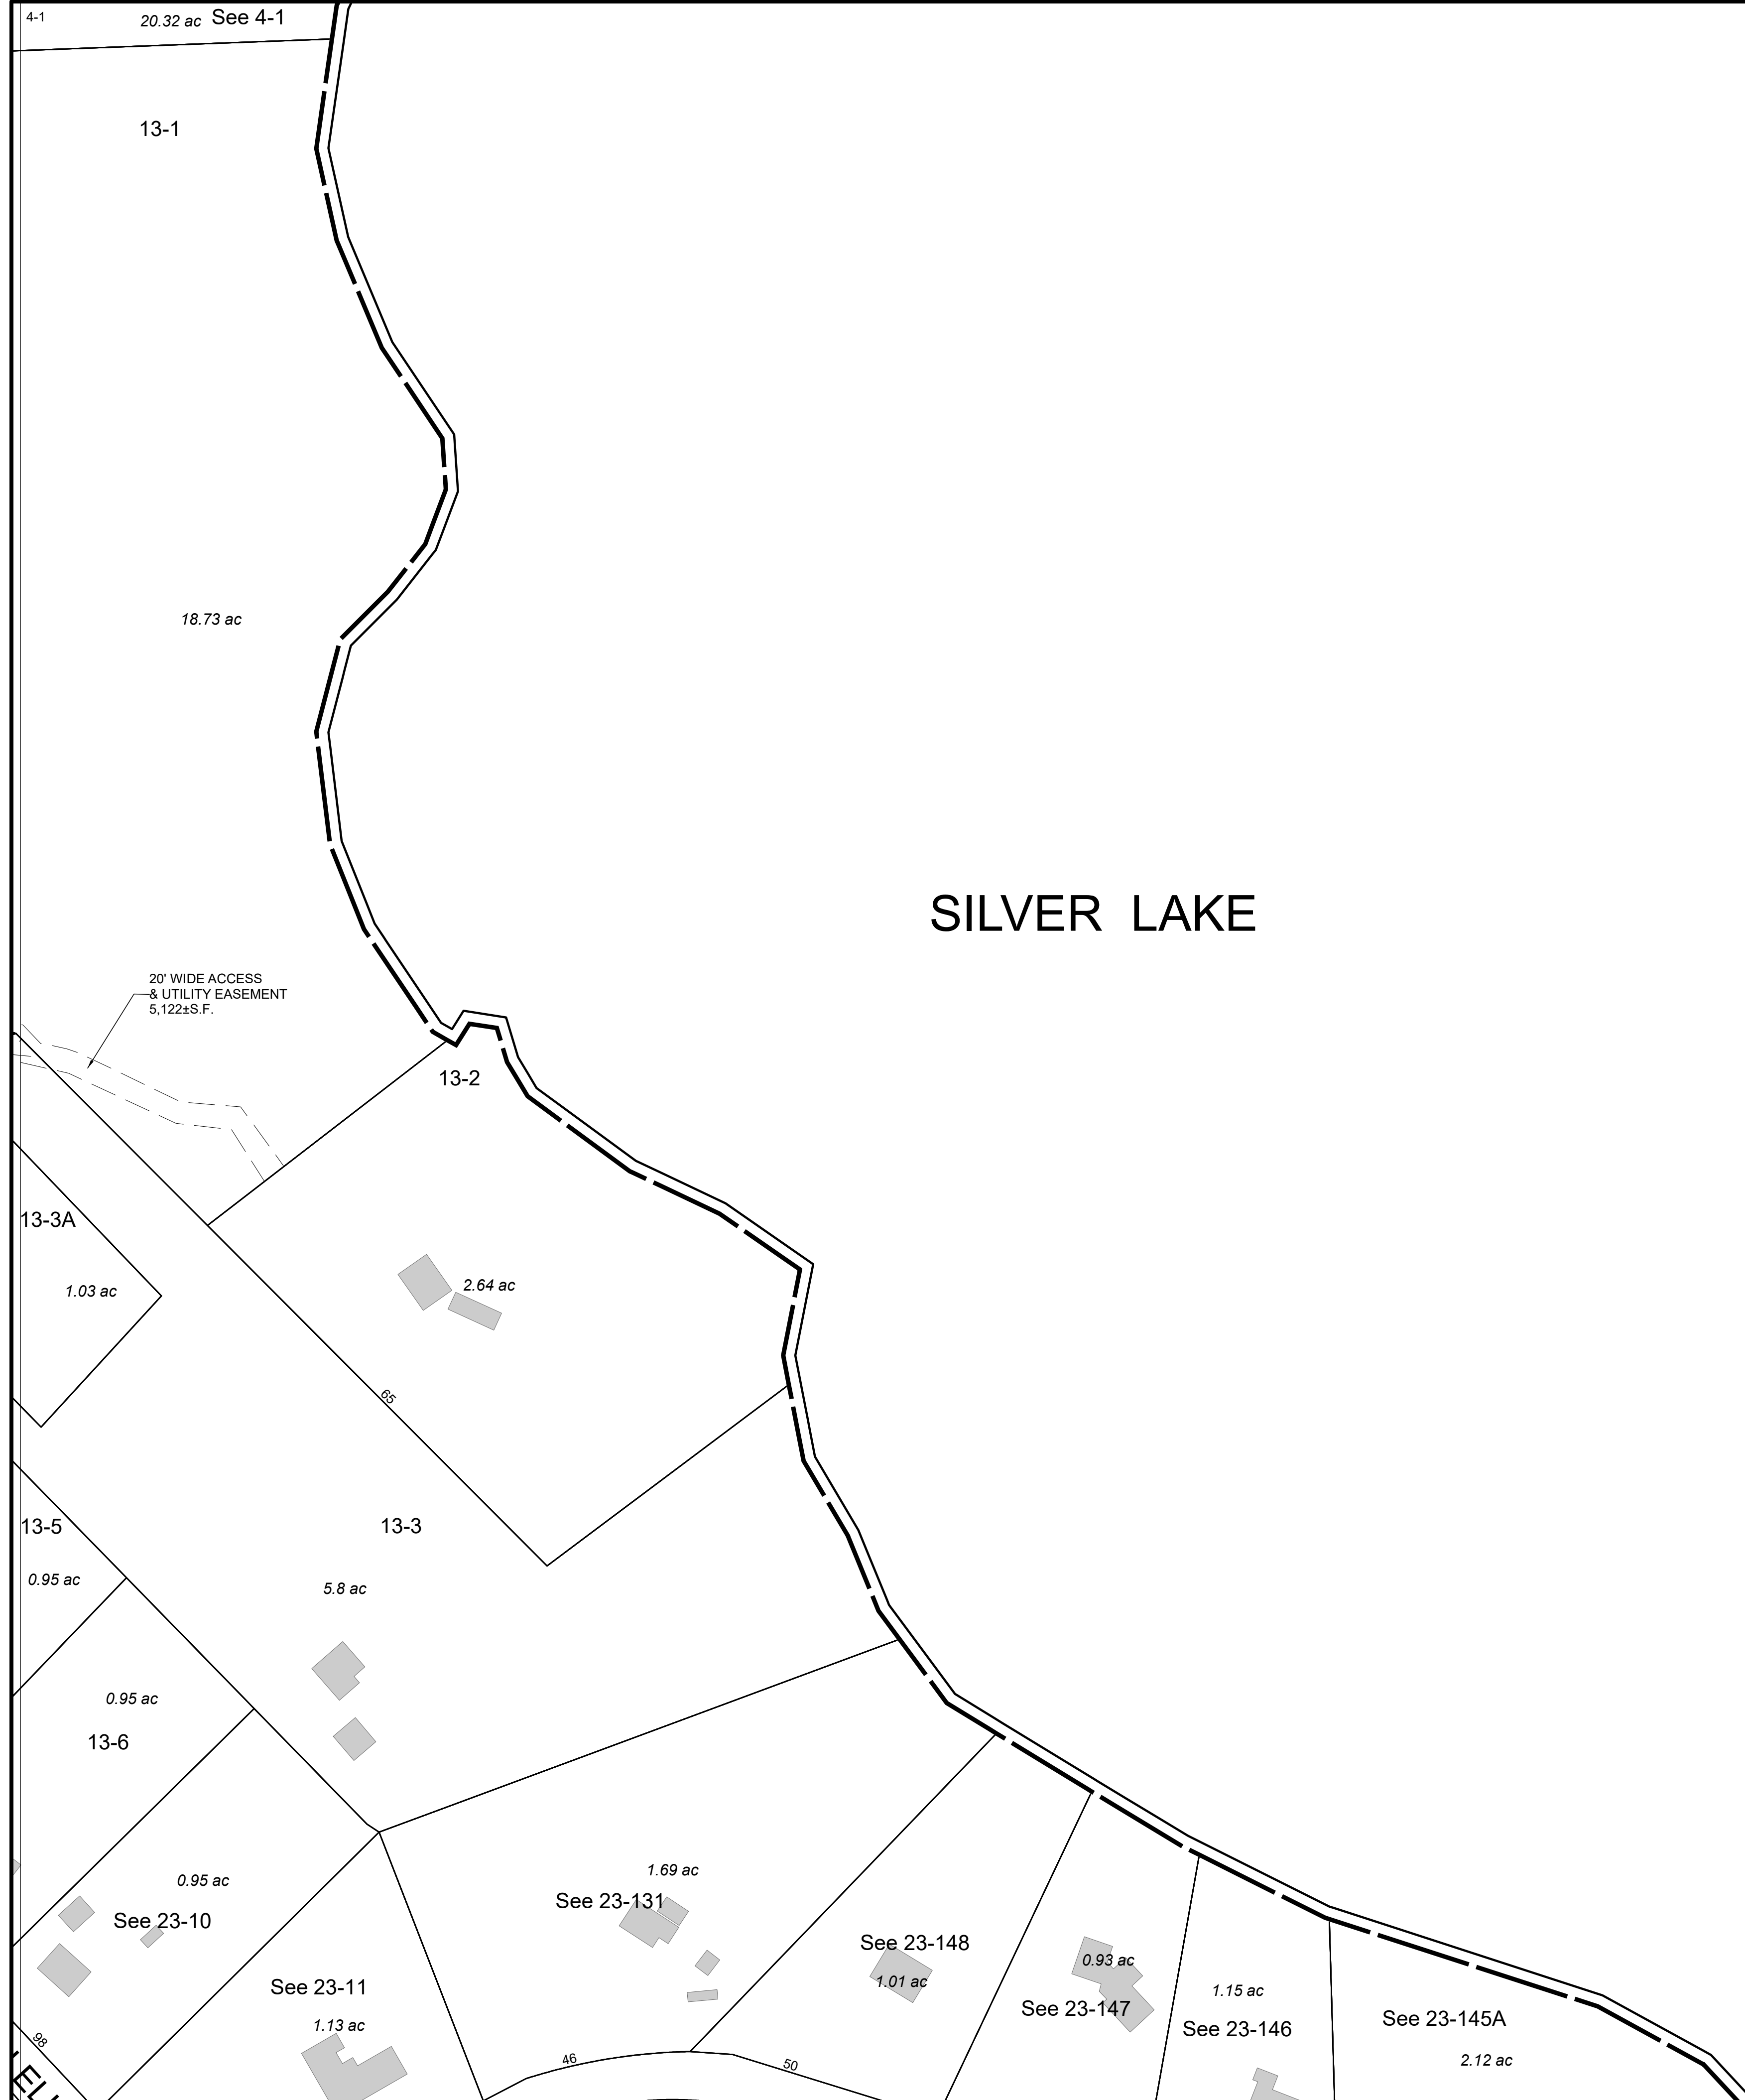 4-1
20.32 ac See 4-1
13-1
18.73 ac
SILVER LAKE
20' WIDE ACCESS
& UTILITY EASEMENT
5,122±S.F.
13-2
13-3A
1.03 ac
2.64 ac
65
13-5
13-3
0.95 ac
5.8 ac
0.95 ac
13-6
0.95 ac
See 23-10
1.69 ac
See 23-131
See 23-148
1.01 ac
0.93 ac
See 23-147
See 23-11
1.13 ac
1.15 ac
See 23-146
See 23-145A
2.12 ac
98
46
50